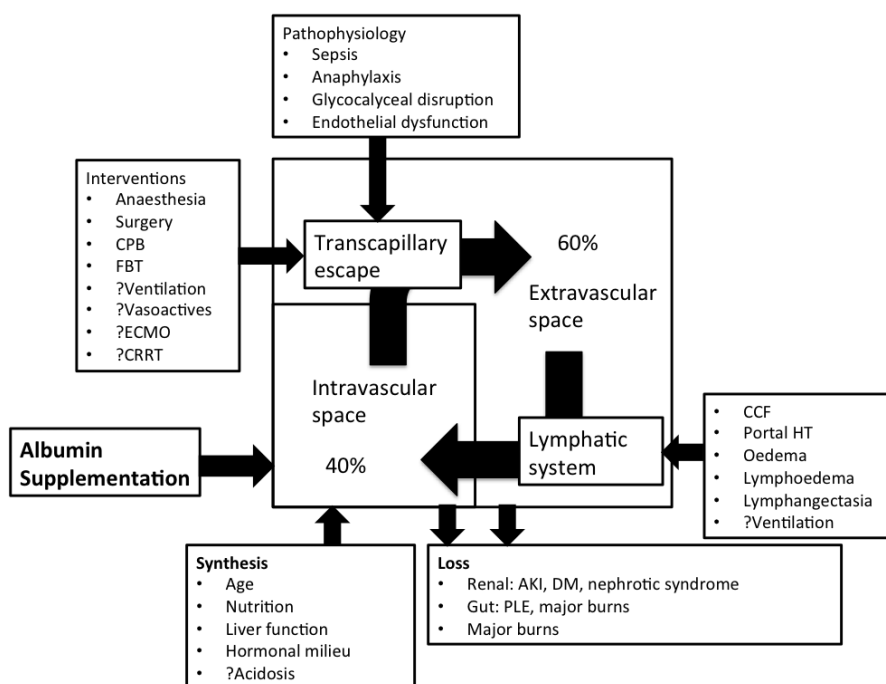 Pathophysiology
• Sepsis
• Anaphylaxis
• Glycocalyceal disruption
• Endothelial dysfunction
Interventions
• Anaesthesia
• Surgery
• CPB
• FBT
• ?Ventilation
• ?Vasoactives
• ?ECMO
• ?CRRT
Transcapillary
escape
60%
Extravascular
space
Intravascular
space
40%
Lymphatic
system
• CCF
• Portal HT
• Oedema
• Lymphoedema
• Lymphangectasia
• ?Ventilation
Albumin
Supplementation
Synthesis
• Age
• Nutrition
• Liver function
• Hormonal milieu
• ?Acidosis
Loss
• Renal: AKI, DM, nephrotic syndrome
• Gut: PLE, major burns
• Major burns